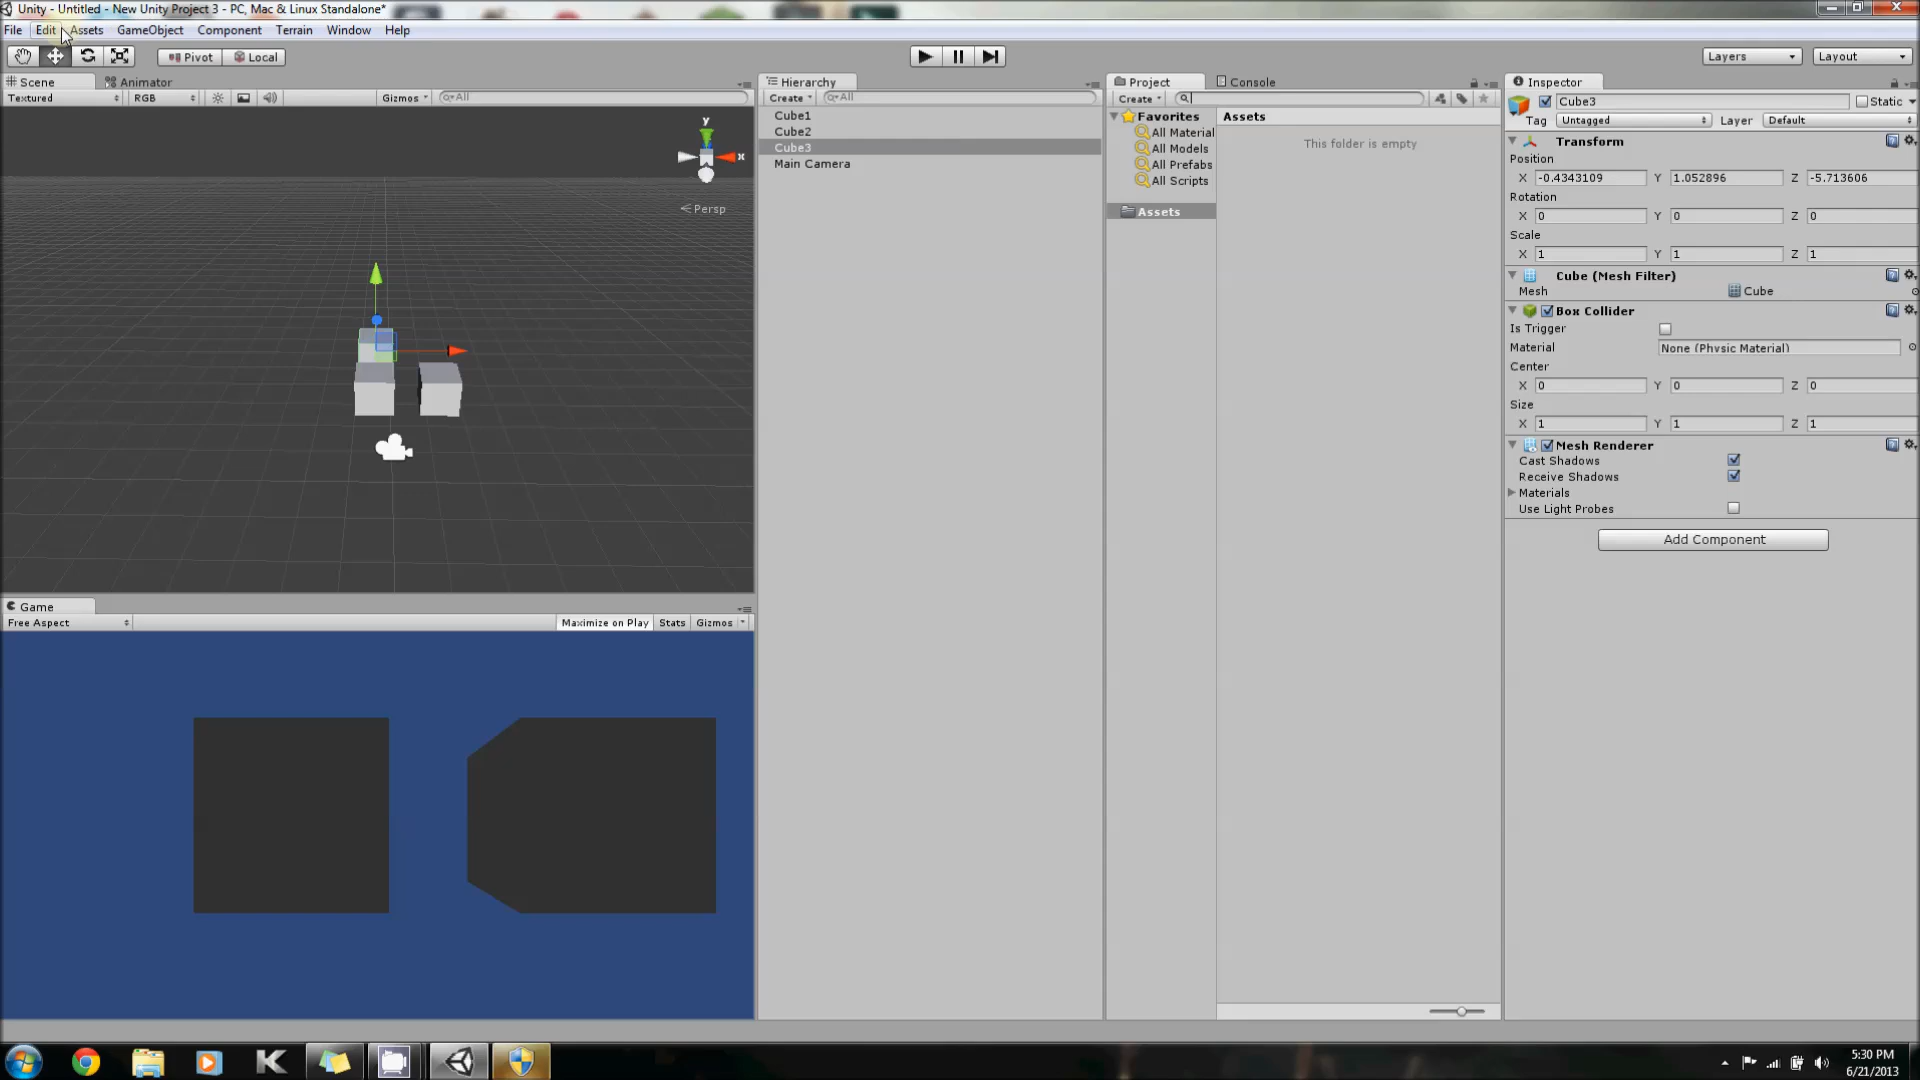 Unity - Untitled - New Unity Project 3 - PC, Mac & Linux Standalone*
File Edit Assets GameObject Component Terrain Window Help
Pivot Local Layers Layout
Scene Animator
Textured RGB Gizmos All
y
x
Persp
Game
Free Aspect Maximize on Play Stats Gizmos
Hierarchy
Create All
Cube1
Cube2
Cube3
Main Camera
Project Console
Create
Favorites
All Material
All Models
All Prefabs
All Scripts
Assets
Assets
This folder is empty
Inspector
Cube3 Static
Tag Untagged Layer Default
Transform
Position
X -0.4343109 Y 1.052896 Z -5.713606
Rotation
X 0 Y 0 Z 0
Scale
X 1 Y 1 Z 1
Cube (Mesh Filter)
Mesh Cube
Box Collider
Is Trigger
Material None (Physic Material)
Center
X 0 Y 0 Z 0
Size
X 1 Y 1 Z 1
Mesh Renderer
Cast Shadows
Receive Shadows
Materials
Use Light Probes
Add Component
5:30 PM
6/21/2013